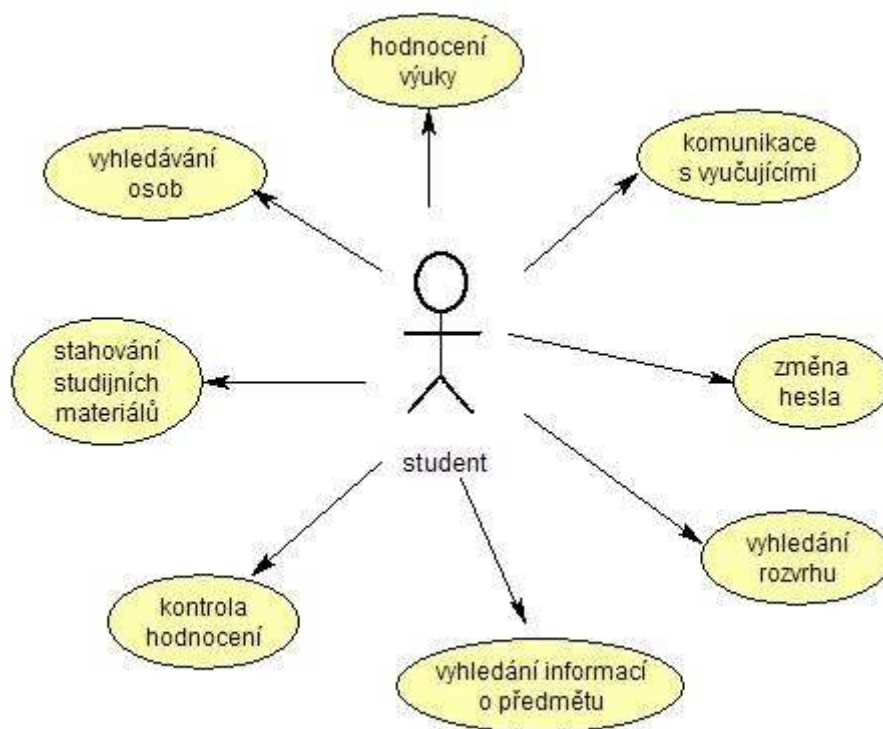 hodnocení
výuky
komunikace
s vyučujícími
vyhledávání
osob
stahování
studijních
materiálů
změna
hesla
student
vyhledání
rozvrhu
kontrola
hodnocení
vyhledání informací
o předmětu